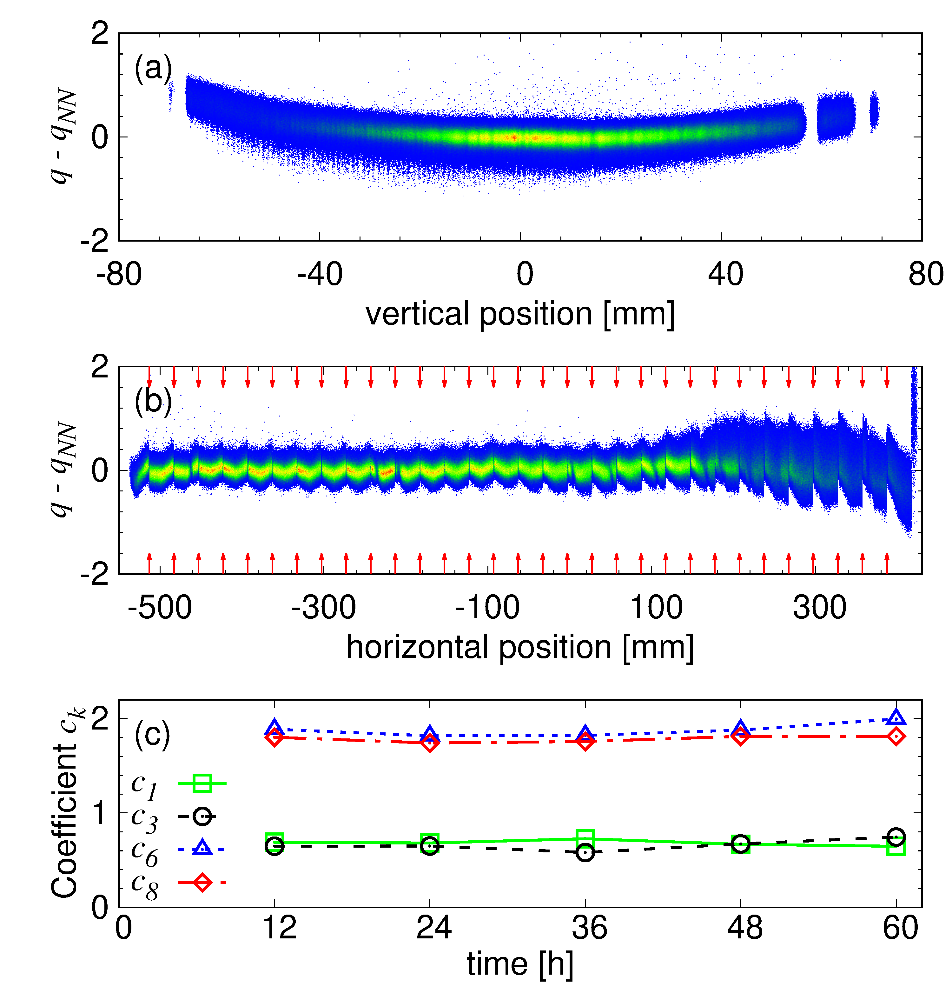 2
(a)
q - qNN
0
-2
-80 -40 0 40 80
vertical position [mm]
2
(b)
q - qNN
0
-2
-500 -300 -100 100 300
horizontal position [mm]
2
(c)
Coefficient ck
c1
1
c3
c6
c8
0
0 12 24 36 48 60
time [h]